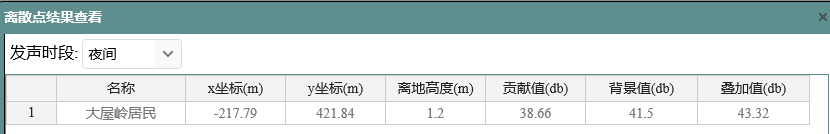 离散点结果查看
发声时段: 夜间
名称 x坐标(m) y坐标(m) 离地高度(m) 贡献值(db) 背景值(db) 叠加值(db)
1 大屋岭居民 -217.79 421.84 1.2 38.66 41.5 43.32